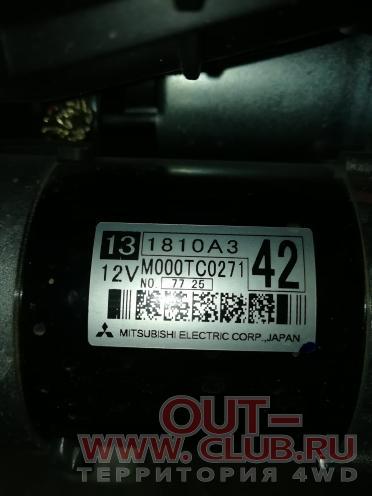 13 1810A3 42
12V M000TC0271
NO. 77 25
MITSUBISHI ELECTRIC CORP.,JAPAN
OUT-
WWW.CLUB.RU
ТЕРРИТОРИЯ 4WD